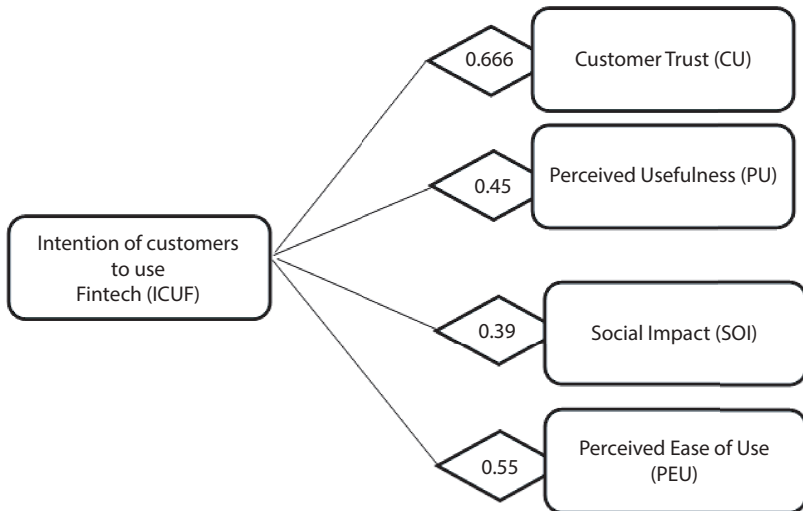 0.666
Customer Trust (CU)
0.45
Perceived Usefulness (PU)
Intention of customers
to use
Fintech (ICUF)
0.39
Social Impact (SOI)
0.55
Perceived Ease of Use
(PEU)